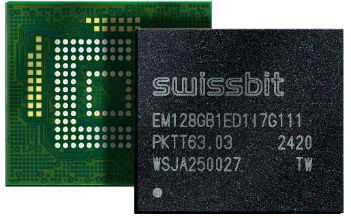 swissbit
EM128GB1ED117G111
PKTT63.03 2420
WSJA250027 TW